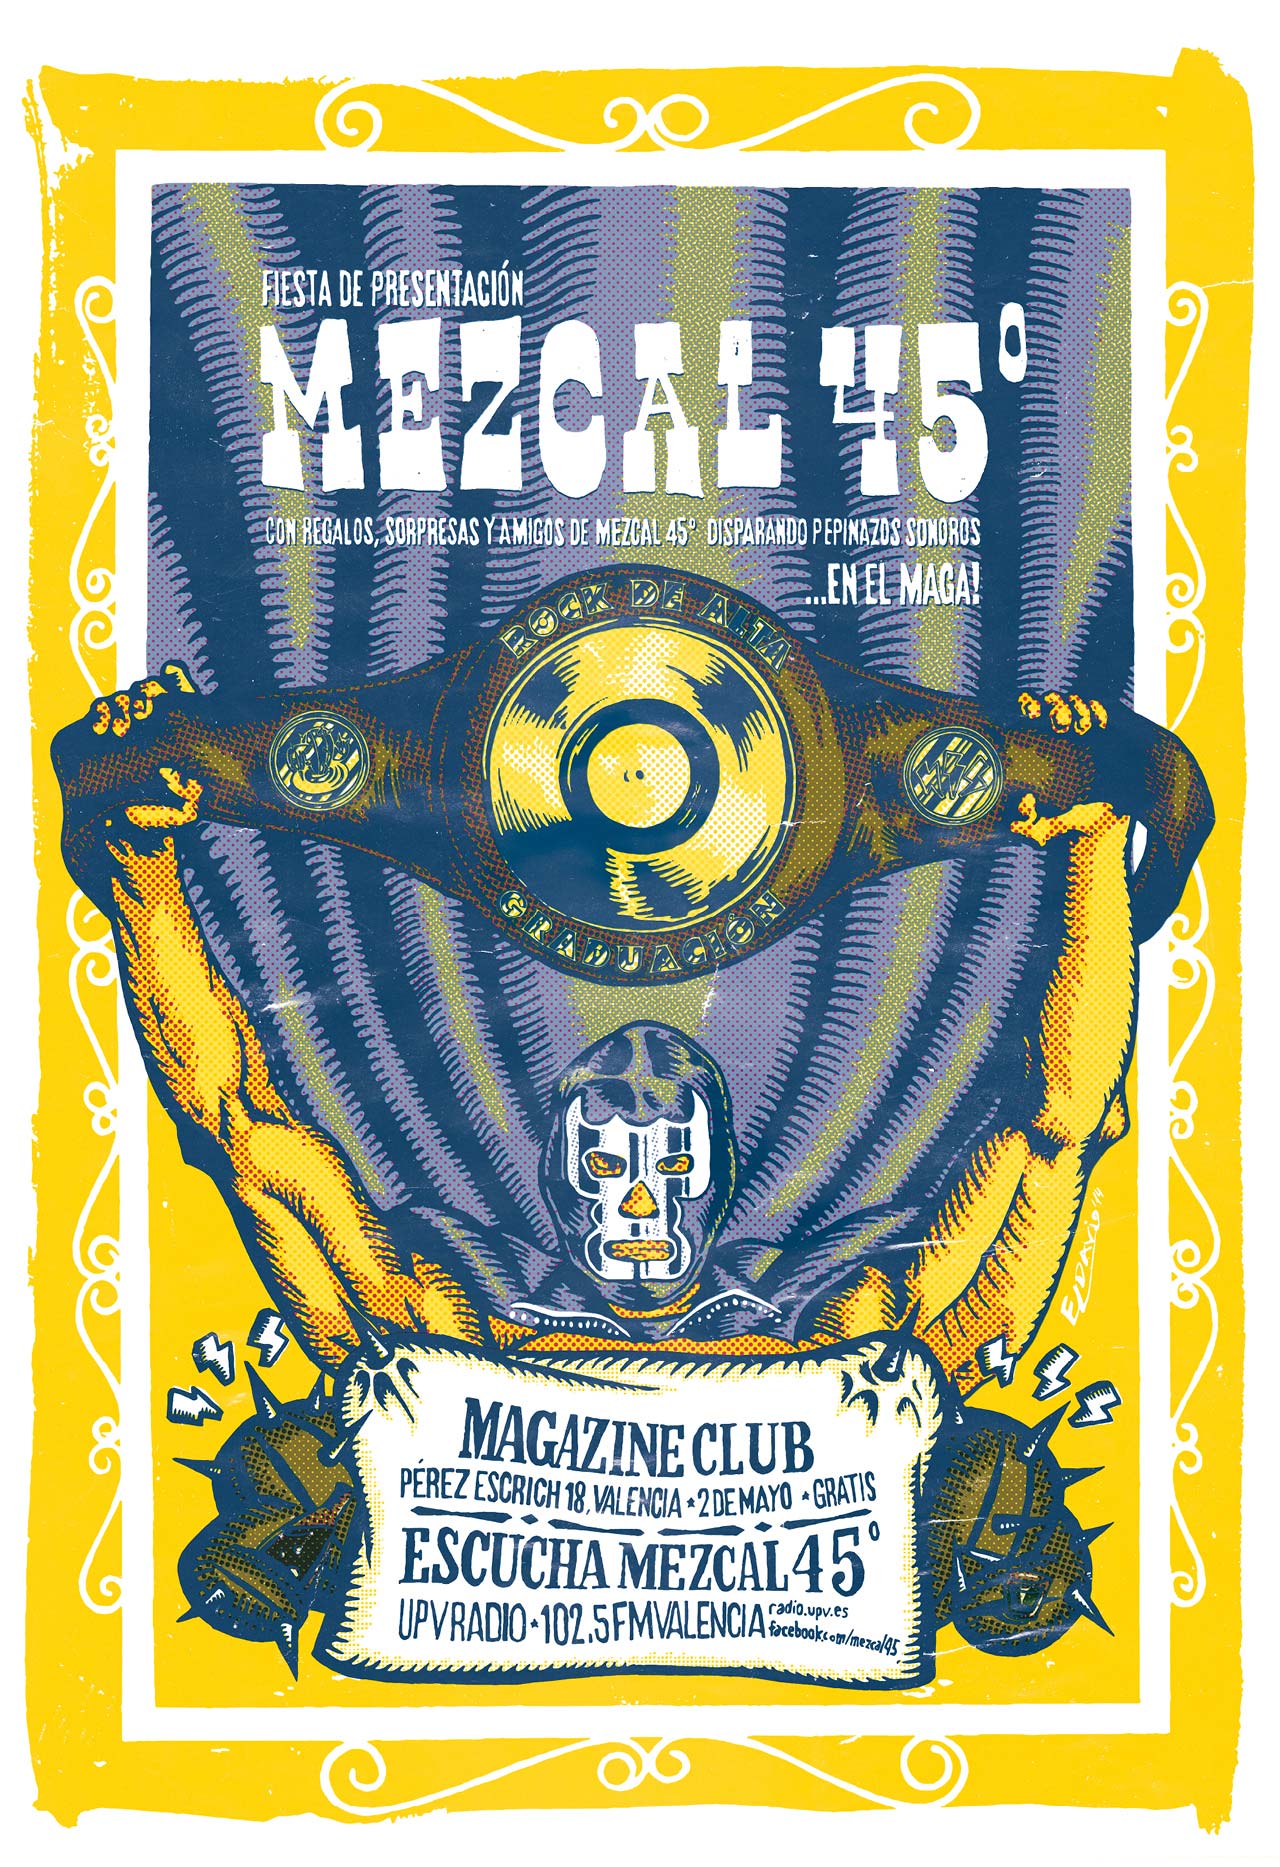 FIESTA DE PRESENTACIÓN
MEZCAL 45°
CON REGALOS, SORPRESAS Y AMIGOS DE MEZCAL 45° DISPARANDO PEPINAZOS SONOROS
...EN EL MAGA!
ROCK DE ALTA
GRADUACIÓN
ELDAVID 14
MAGAZINE CLUB
PÉREZ ESCRICH 18, VALENCIA * 2 DE MAYO * GRATIS
ESCUCHA MEZCAL 45°
UPV RADIO * 102.5 FM VALENCIA radio.upv.es
facebook.com/mezcal45